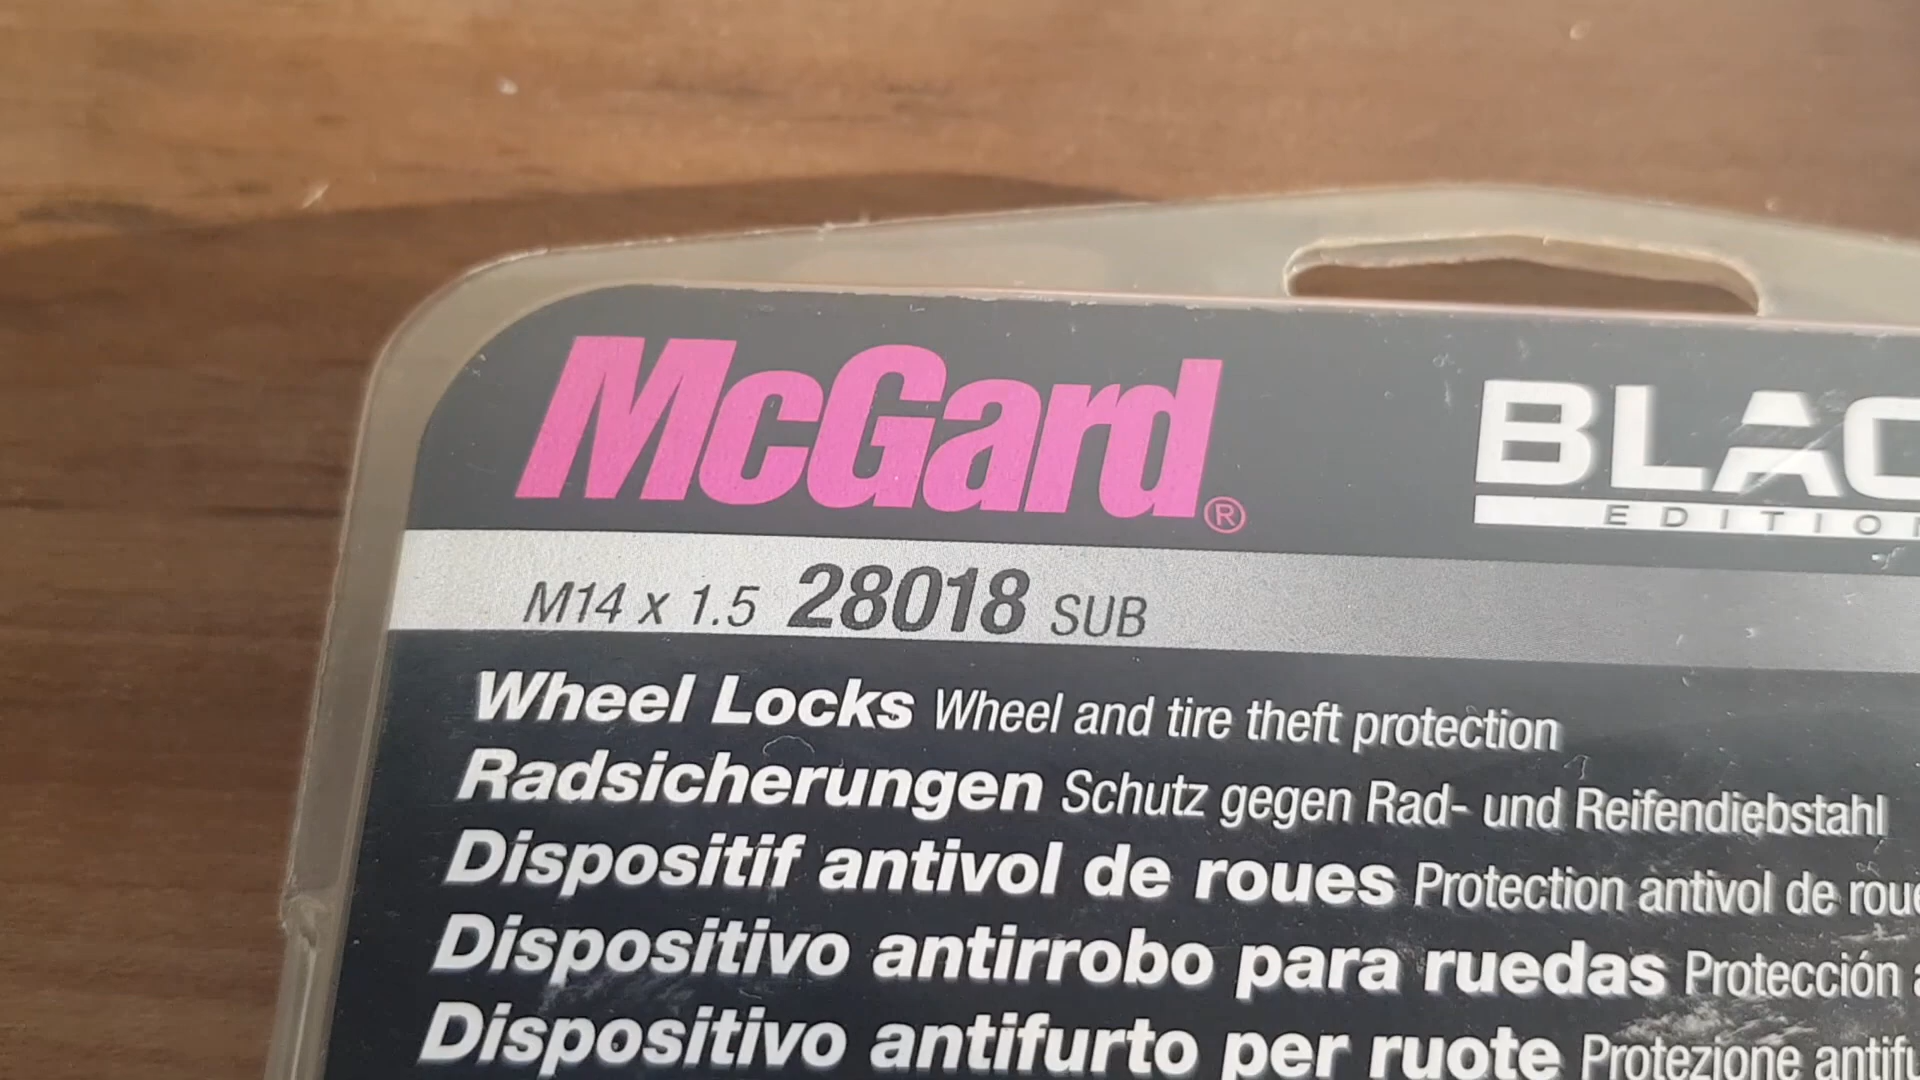 McGard®
BLAC
EDITION
M14 x 1.5 28018 SUB
Wheel Locks Wheel and tire theft protection
Radsicherungen Schutz gegen Rad- und Reifendiebstahl
Dispositif antivol de roues Protection antivol de roue
Dispositivo antirrobo para ruedas Protección a
Dispositivo antifurto per ruote Protezione antifu